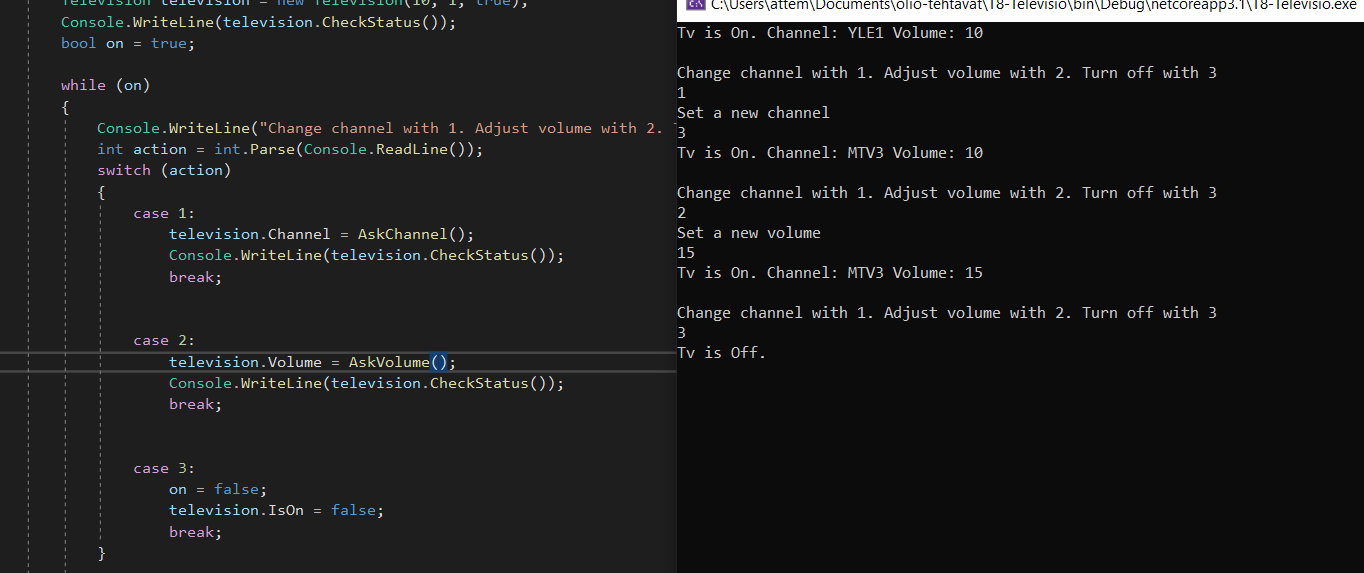 Television television = new Television(10, 1, true);
Console.WriteLine(television.CheckStatus());
bool on = true;
while (on)
{
Console.WriteLine("Change channel with 1. Adjust volume with 2.
int action = int.Parse(Console.ReadLine());
switch (action)
{
case 1:
television.Channel = AskChannel();
Console.WriteLine(television.CheckStatus());
break;
case 2:
television.Volume = AskVolume();
Console.WriteLine(television.CheckStatus());
break;
case 3:
on = false;
television.IsOn = false;
break;
}
C:\Users\attem\Documents\olio-tehtavat\T8-Televisio\bin\Debug\netcoreapp3.1\T8-Televisio.exe
Tv is On. Channel: YLE1 Volume: 10
Change channel with 1. Adjust volume with 2. Turn off with 3
1
Set a new channel
3
Tv is On. Channel: MTV3 Volume: 10
Change channel with 1. Adjust volume with 2. Turn off with 3
2
Set a new volume
15
Tv is On. Channel: MTV3 Volume: 15
Change channel with 1. Adjust volume with 2. Turn off with 3
3
Tv is Off.